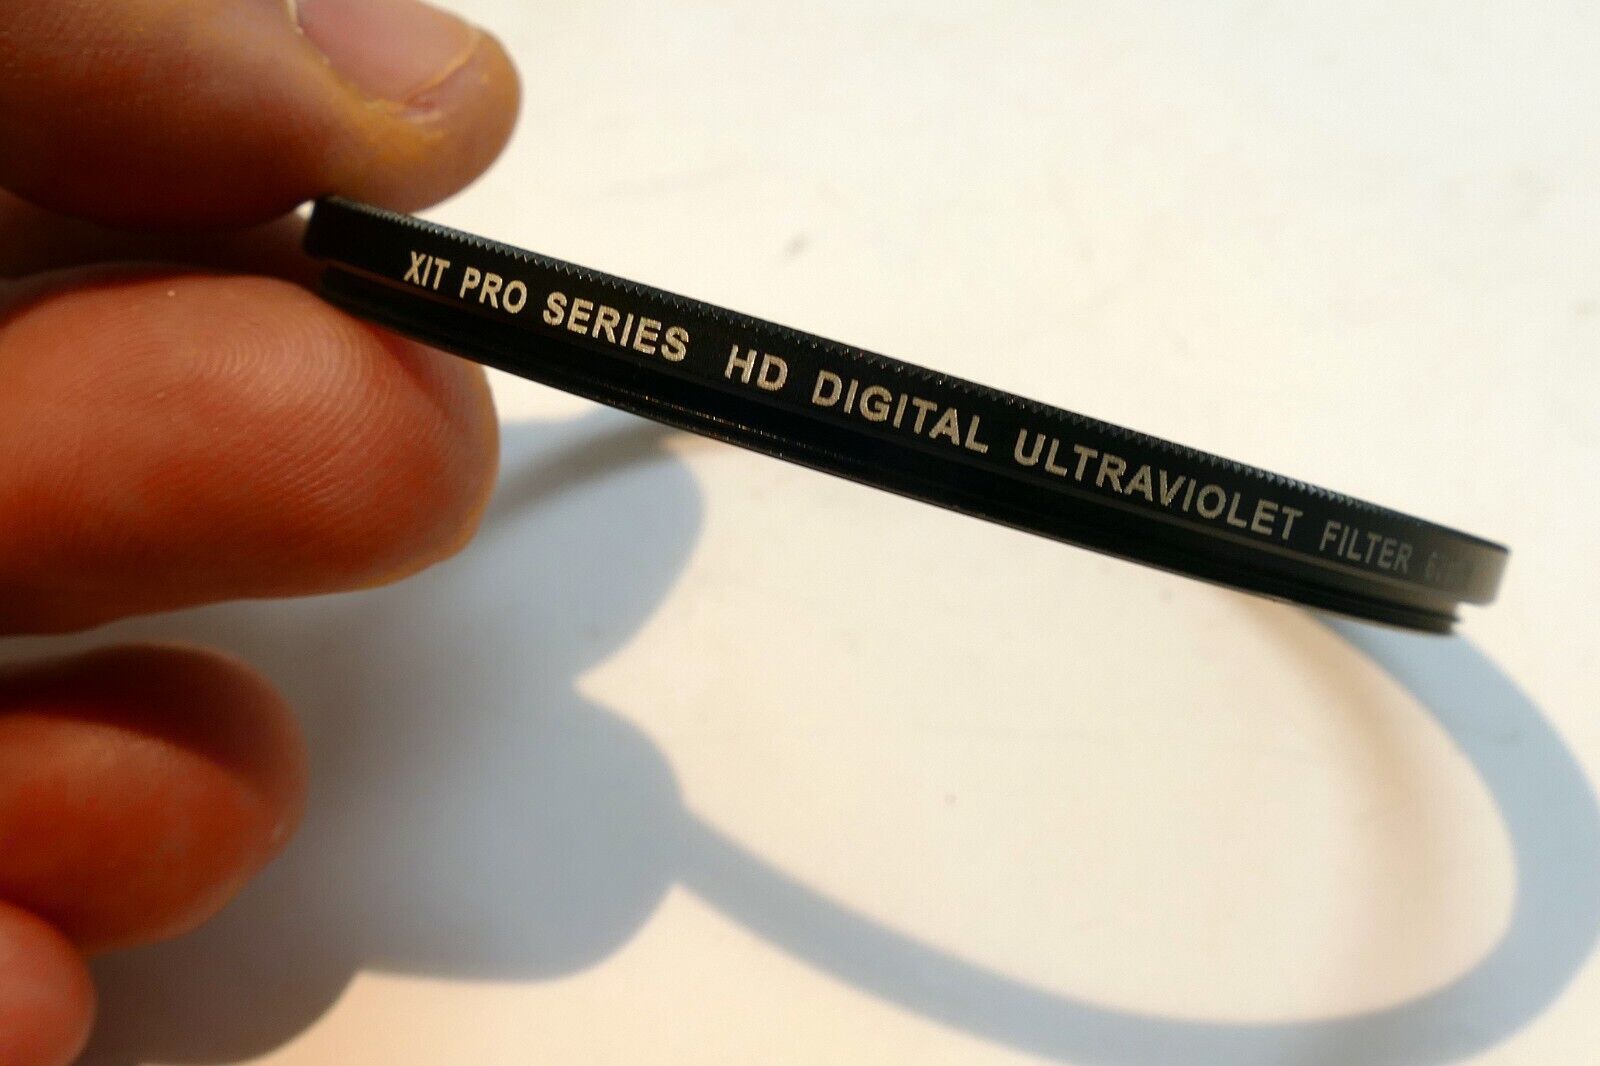 XIT PRO SERIES HD DIGITAL ULTRAVIOLET FILTER